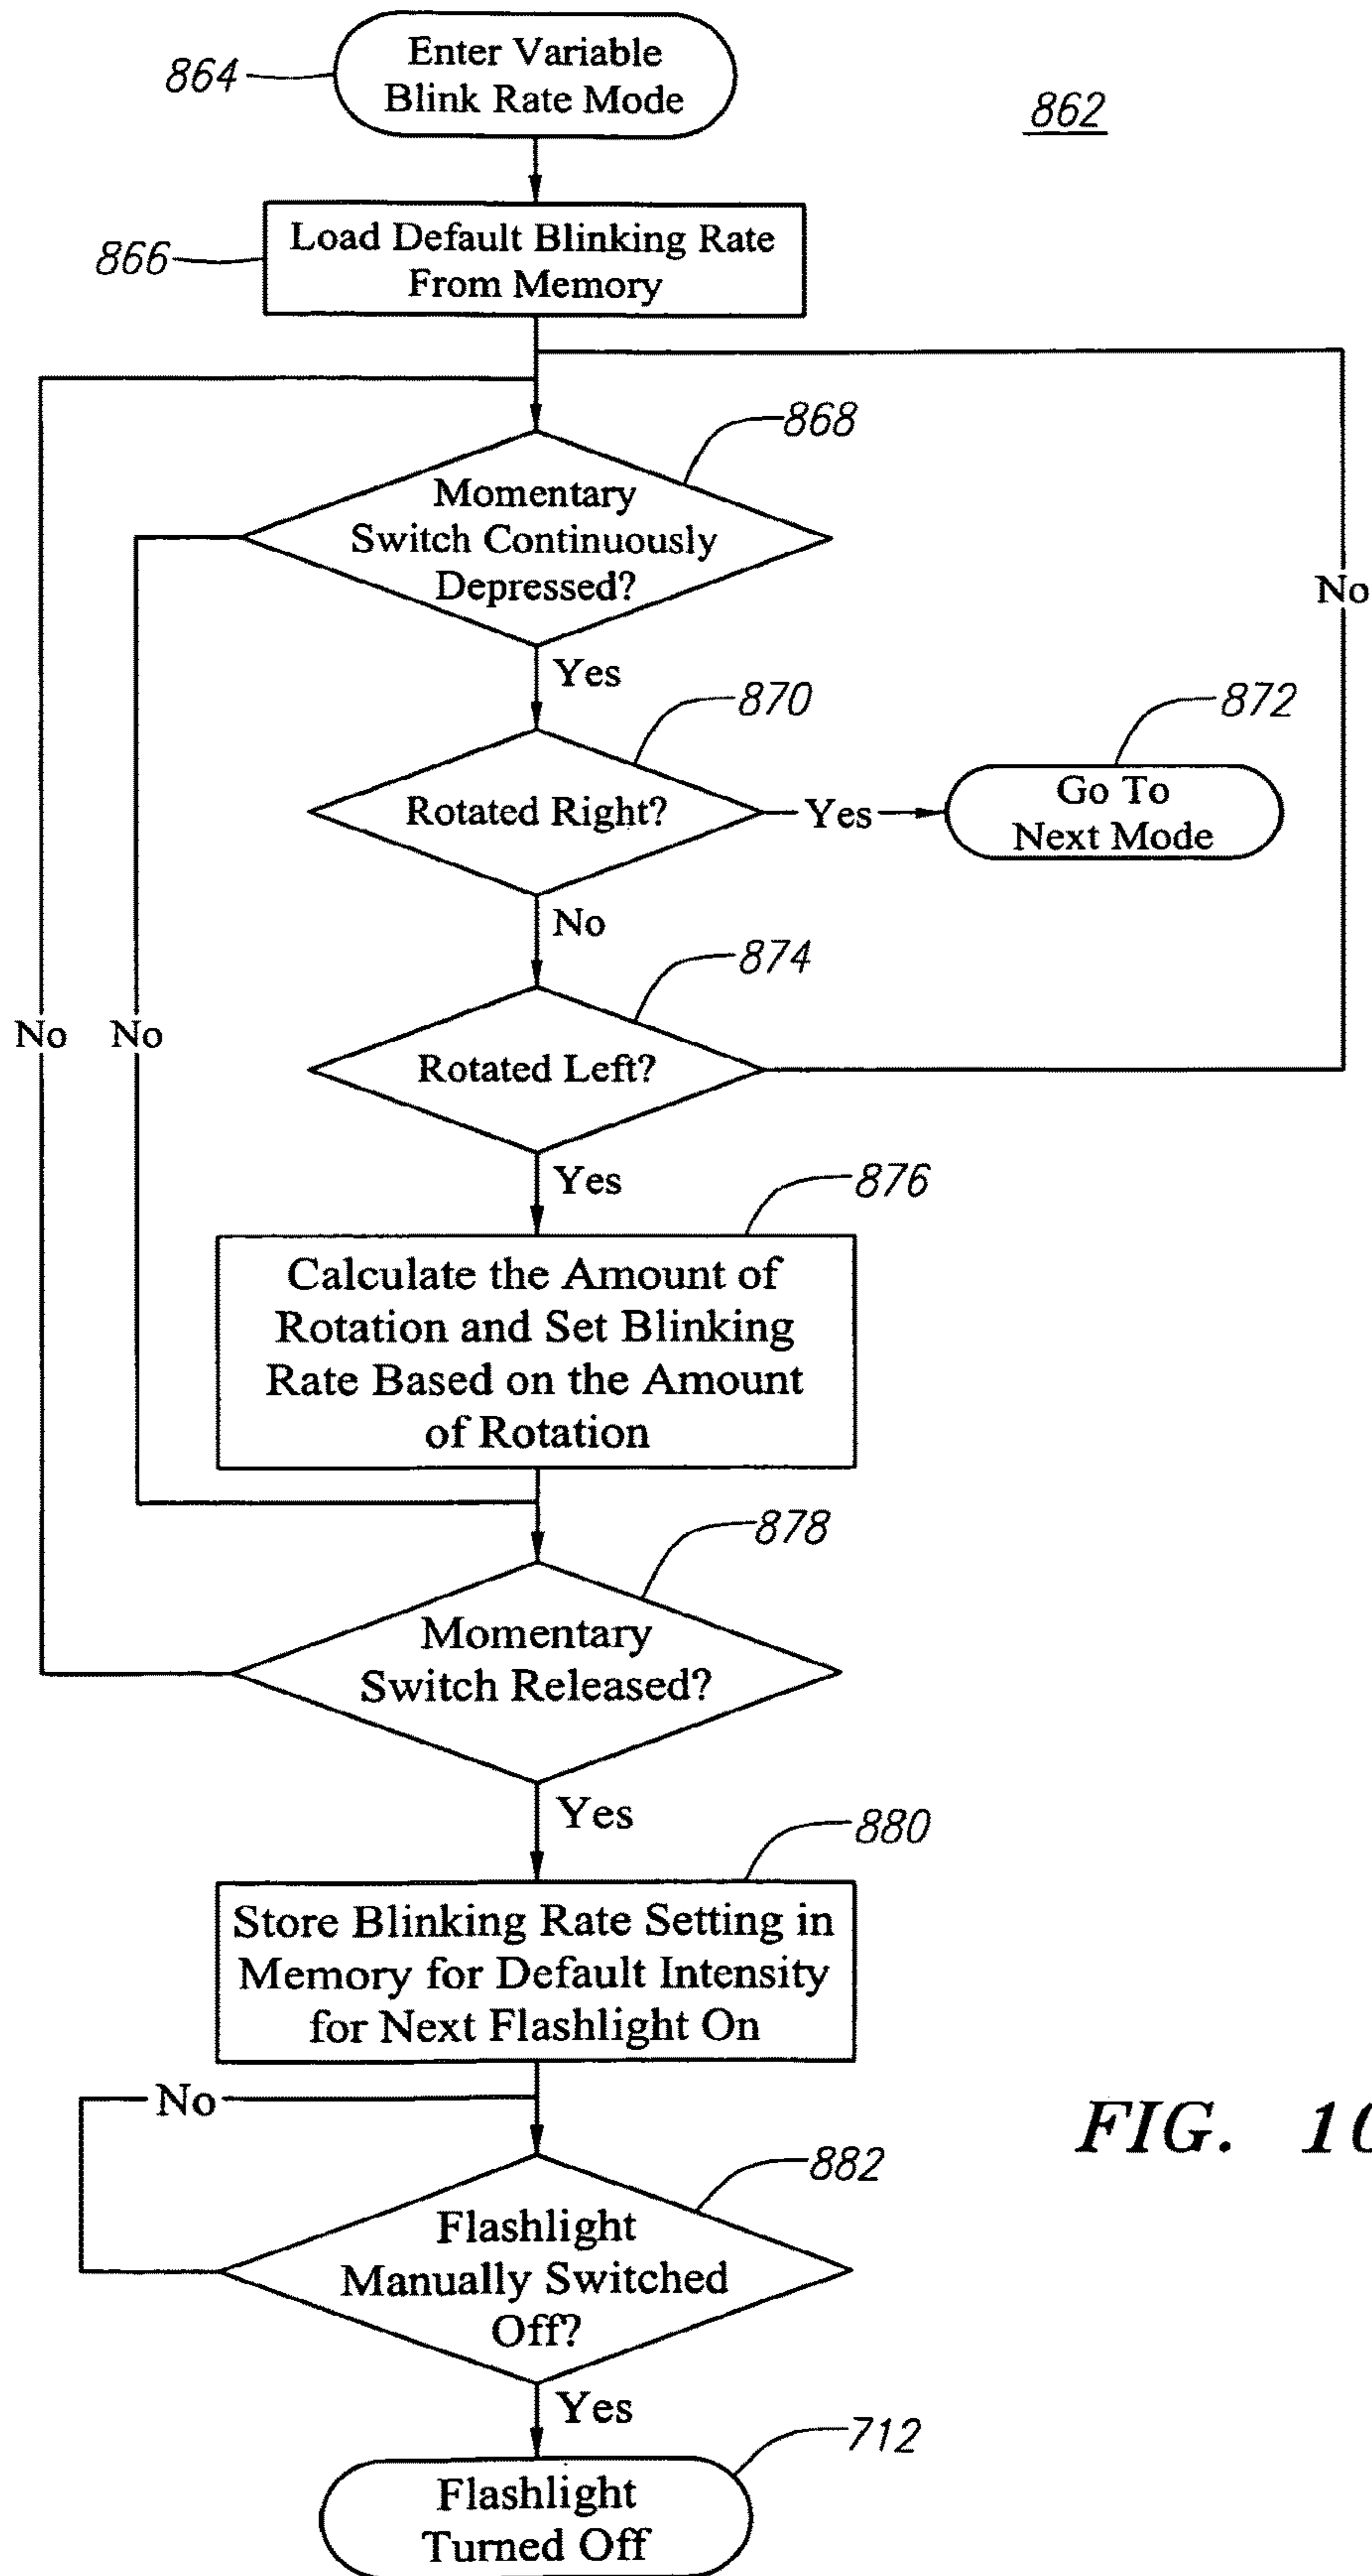 864
Enter Variable
Blink Rate Mode
862
866
Load Default Blinking Rate
From Memory
868
Momentary
Switch Continuously
Depressed?
No
Yes
870
872
Rotated Right?
Yes
Go To
Next Mode
No
874
No
No
Rotated Left?
Yes
876
Calculate the Amount of
Rotation and Set Blinking
Rate Based on the Amount
of Rotation
878
Momentary
Switch Released?
Yes
880
Store Blinking Rate Setting in
Memory for Default Intensity
for Next Flashlight On
No
FIG. 10
882
Flashlight
Manually Switched
Off?
Yes
712
Flashlight
Turned Off